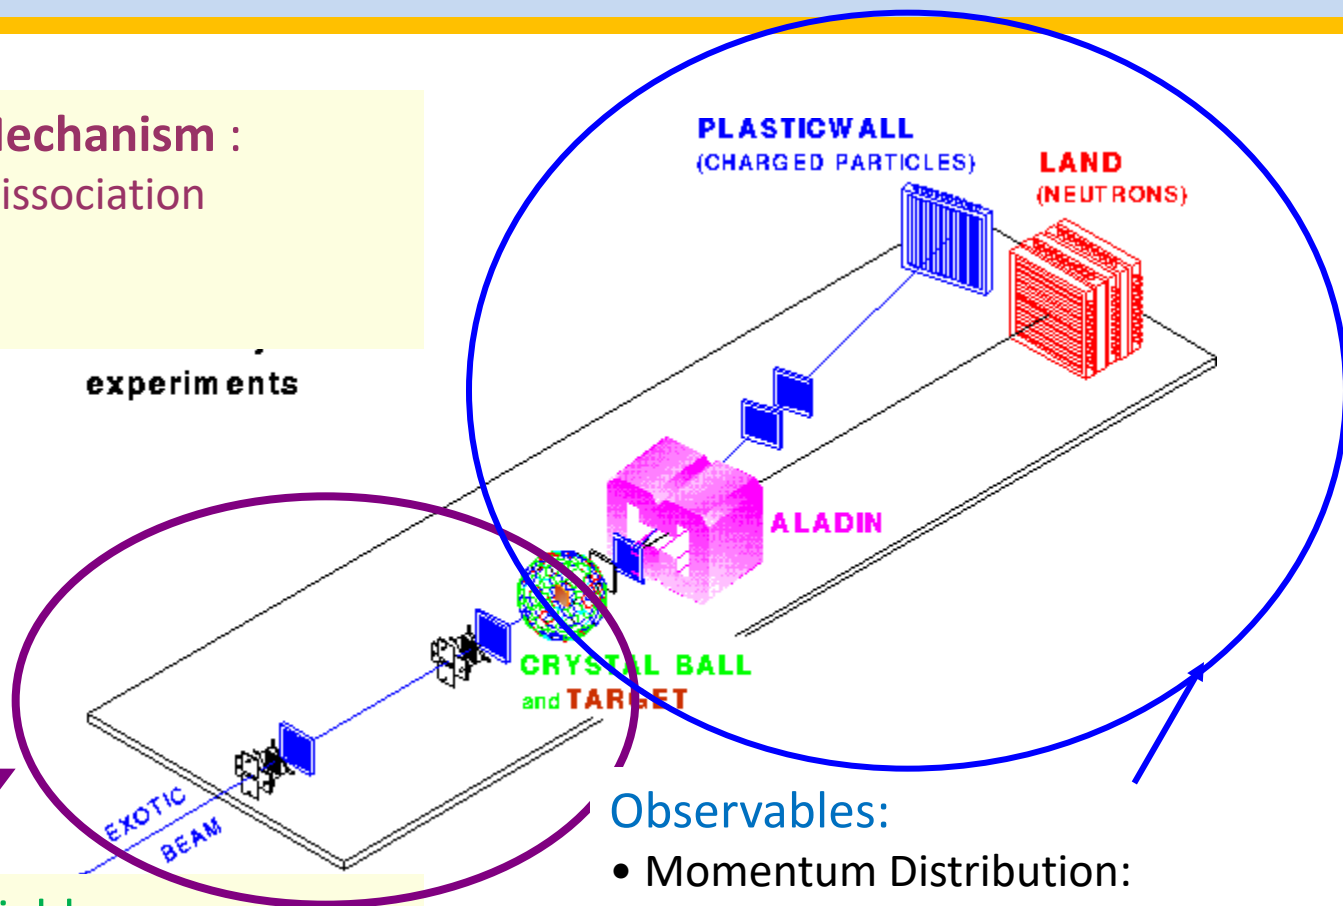 Mechanism :
issociation
experiments
PLASTICWALL
(CHARGED PARTICLES)
LAND
(NEUTRONS)
ALADIN
CRYSTAL BALL
and TARGET
EXOTIC
BEAM
Observables:
• Momentum Distribution: